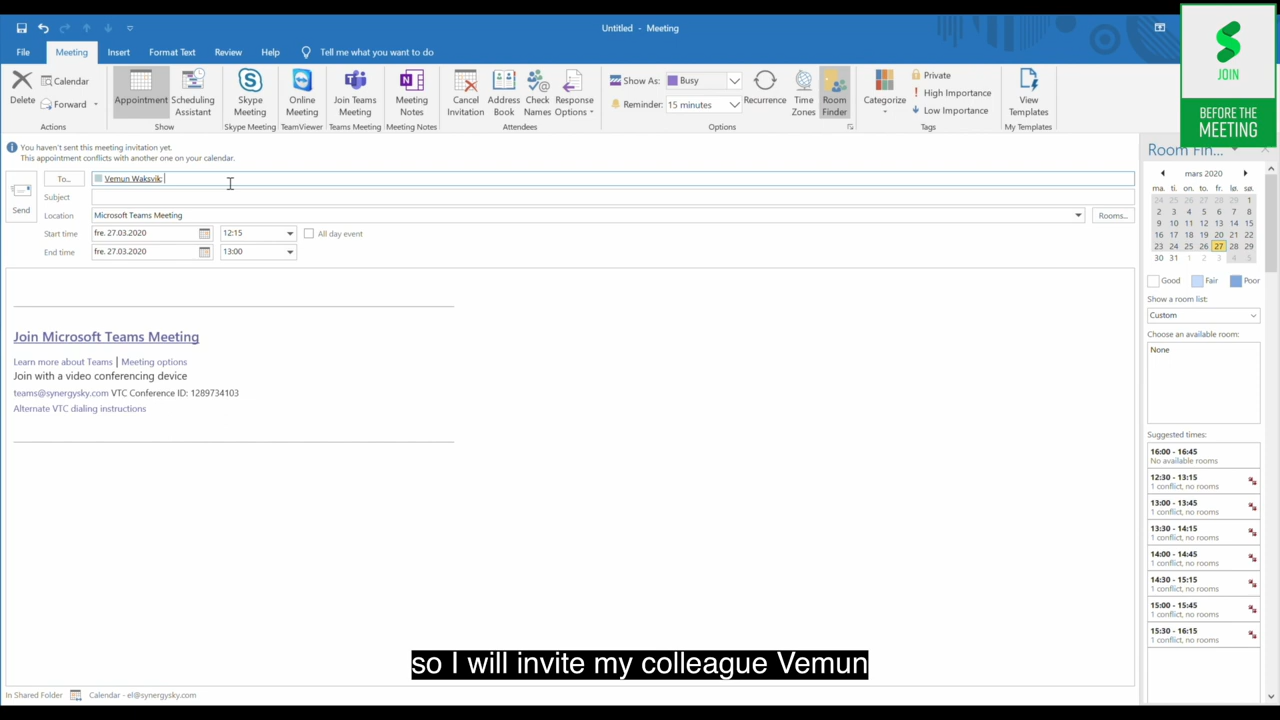 Untitled - Meeting
JOIN
BEFORE THE
MEETING
File Meeting Insert Format Text Review Help Tell me what you want to do
Delete
Calendar
Forward
Actions
Appointment
Scheduling
Assistant
Show
Skype
Meeting
Skype Meeting
Online
Meeting
TeamViewer
Join Teams
Meeting
Teams Meeting
Meeting
Notes
Meeting Notes
Cancel
Invitation
Address
Book
Check
Names
Response
Options
Attendees
Show As: Busy
Reminder: 15 minutes
Recurrence
Time
Zones
Room
Finder
Options
Categorize
Private
High Importance
Low Importance
Tags
View
Templates
My Templates
You haven't sent this meeting invitation yet.
This appointment conflicts with another one on your calendar.
Send
To... Vemun Waksvik;
Subject
Location Microsoft Teams Meeting Rooms...
Start time fre. 27.03.2020 12:15 All day event
End time fre. 27.03.2020 13:00
Join Microsoft Teams Meeting
Learn more about Teams | Meeting options
Join with a video conferencing device
teams@synergysky.com VTC Conference ID: 1289734103
Alternate VTC dialing instructions
Room Fin...
mars 2020
ma. ti. on. to. fr. lø. sø.
24 25 26 27 28 29 1
2 3 4 5 6 7 8
9 10 11 12 13 14 15
16 17 18 19 20 21 22
23 24 25 26 27 28 29
30 31 1 2 3 4 5
Good Fair Poor
Show a room list:
Custom
Choose an available room:
None
Suggested times:
16:00 - 16:45
No available rooms
12:30 - 13:15
1 conflict, no rooms
13:00 - 13:45
1 conflict, no rooms
13:30 - 14:15
1 conflict, no rooms
14:00 - 14:45
1 conflict, no rooms
14:30 - 15:15
1 conflict, no rooms
15:00 - 15:45
1 conflict, no rooms
15:30 - 16:15
1 conflict, no rooms
so I will invite my colleague Vemun
In Shared Folder Calendar - el@synergysky.com